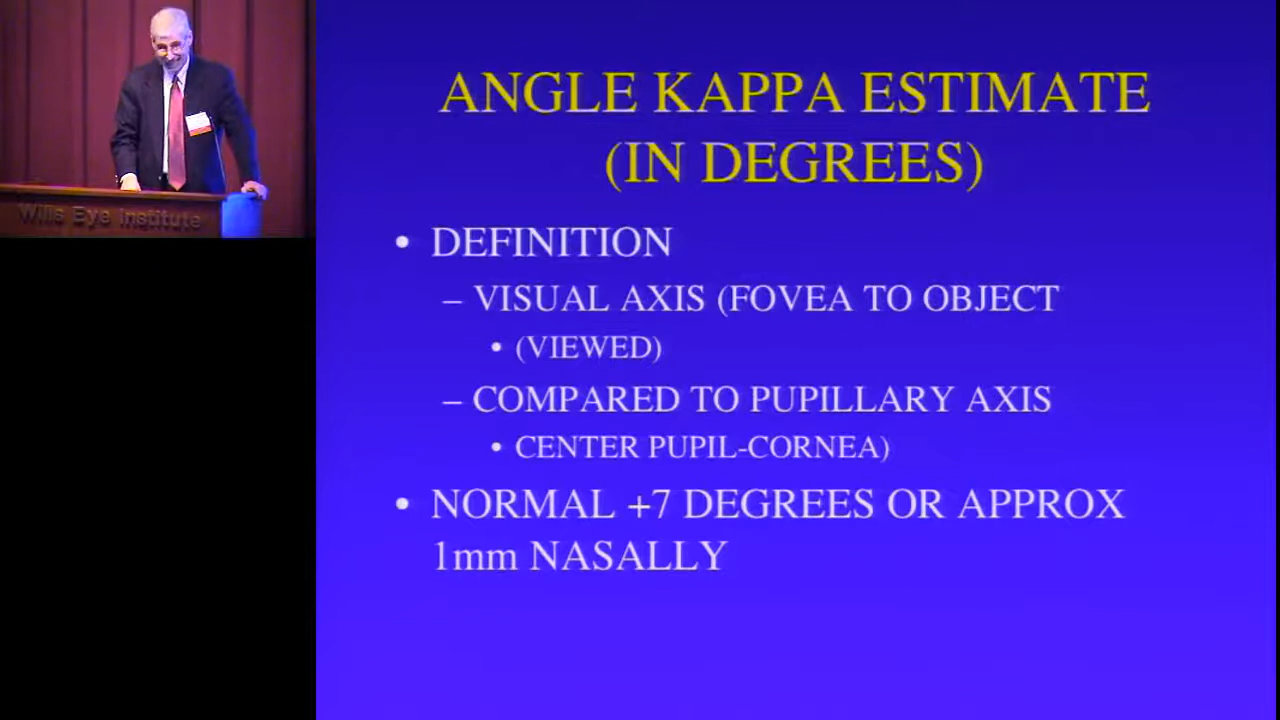 Wills Eye Institute
ANGLE KAPPA ESTIMATE
(IN DEGREES)
• DEFINITION
– VISUAL AXIS (FOVEA TO OBJECT
• (VIEWED)
– COMPARED TO PUPILLARY AXIS
• CENTER PUPIL-CORNEA)
• NORMAL +7 DEGREES OR APPROX
1mm NASALLY